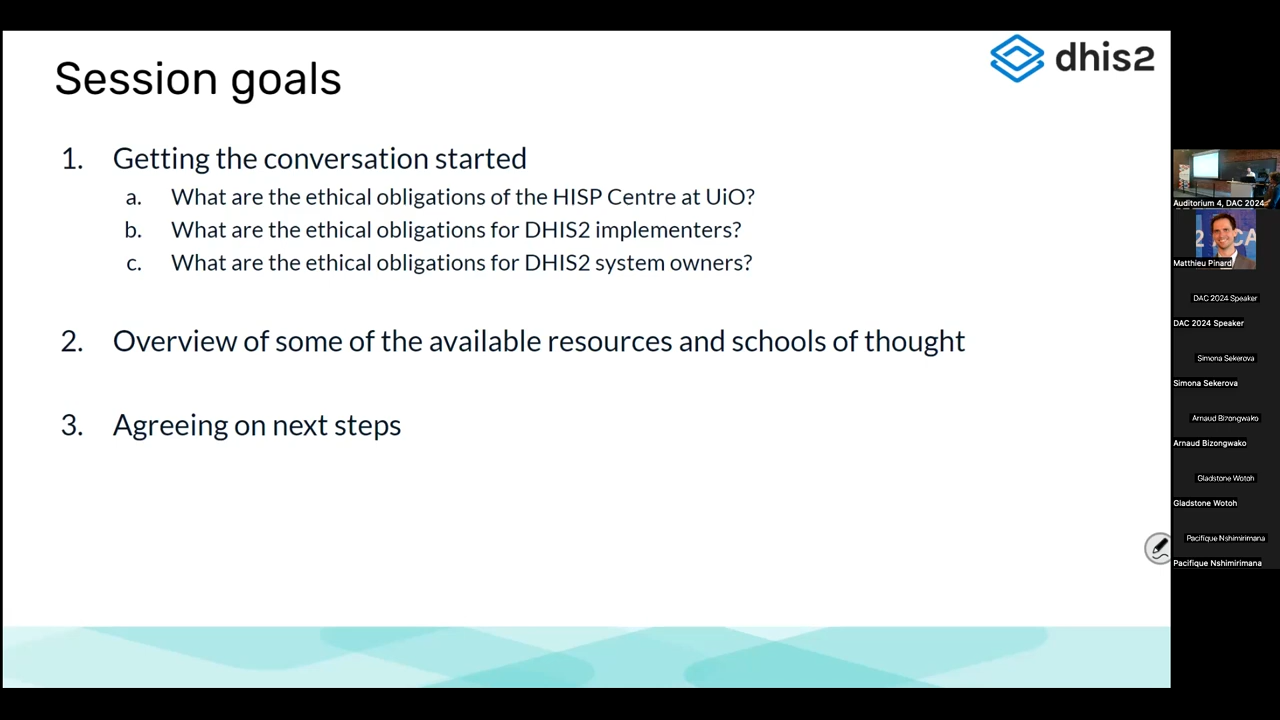 Session goals
dhis2
1. Getting the conversation started
a. What are the ethical obligations of the HISP Centre at UiO?
b. What are the ethical obligations for DHIS2 implementers?
c. What are the ethical obligations for DHIS2 system owners?
2. Overview of some of the available resources and schools of thought
3. Agreeing on next steps
Auditorium 4, DAC 2024
Matthieu Pinard
DAC 2024 Speaker
DAC 2024 Speaker
Simona Sekerova
Simona Sekerova
Arnaud Bizongwako
Arnaud Bizongwako
Gladstone Wotoh
Gladstone Wotoh
Pacifique Nshimirimana
Pacifique Nshimirimana